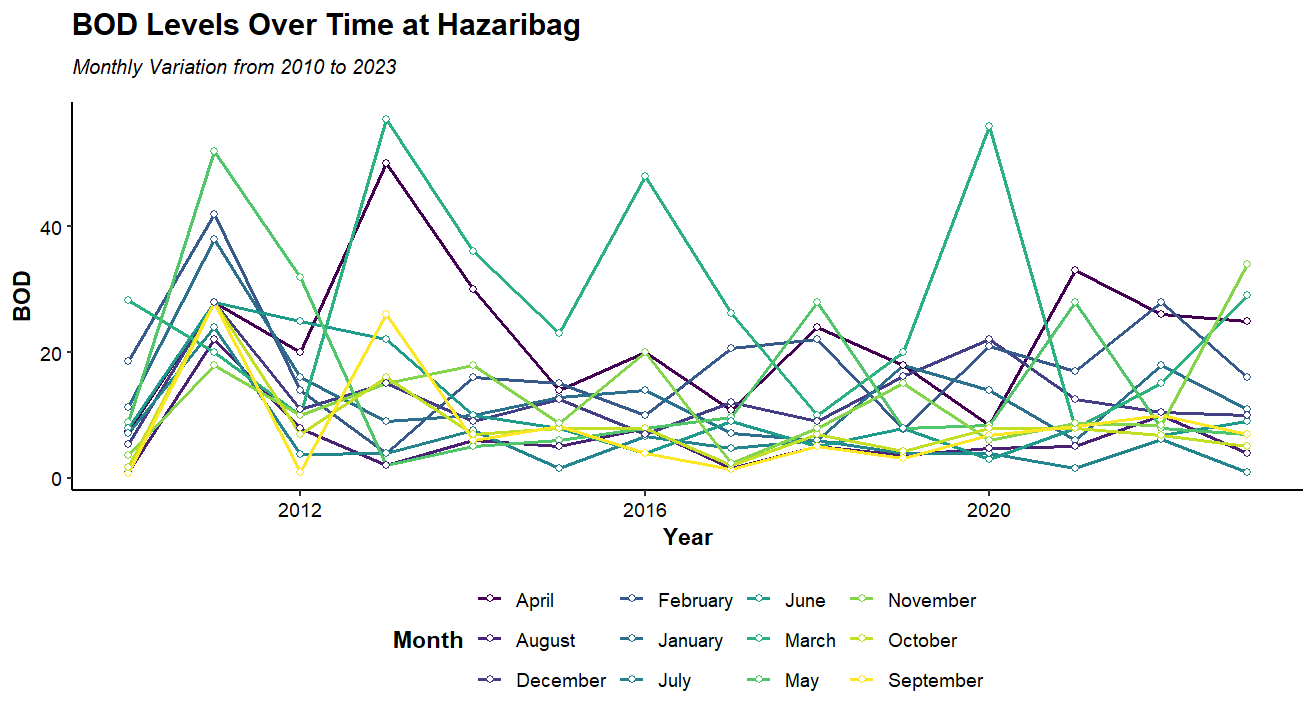 BOD Levels Over Time at Hazaribag
Monthly Variation from 2010 to 2023
BOD
40
20
0
2012 2016 2020
Year
Month
April February June November
August January March October
December July May September